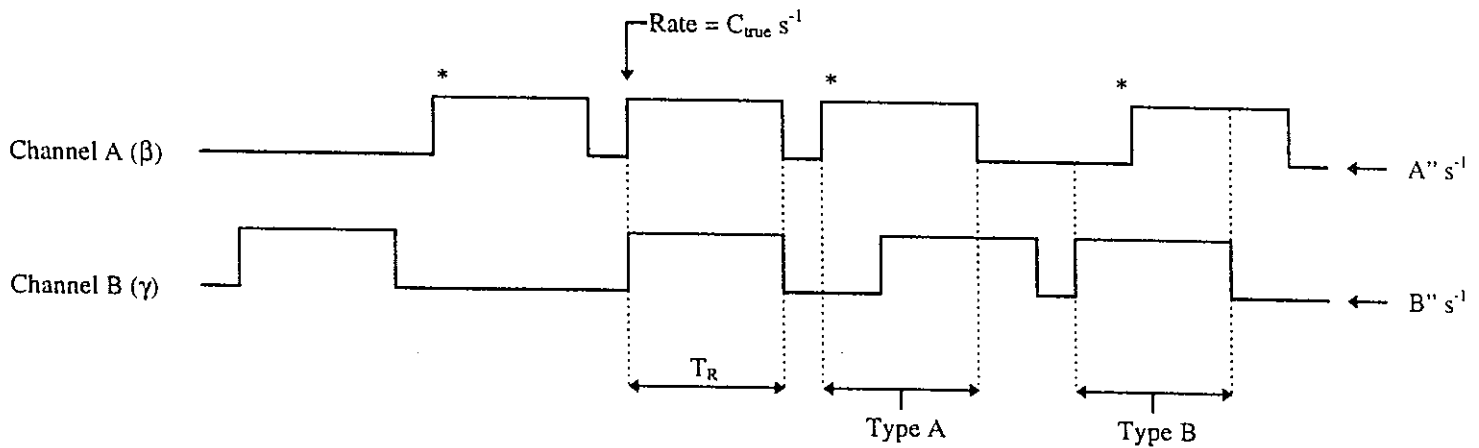 Rate = C_true s⁻¹
* * *
Channel A (β)
A” s⁻¹
Channel B (γ)
B” s⁻¹
T_R
Type A
Type B